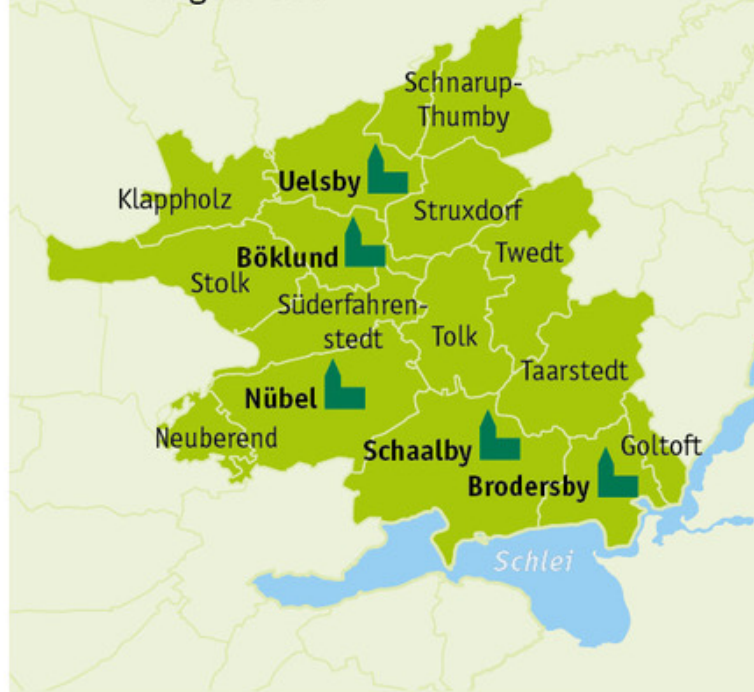 Schnarup-
Thumby
Uelsby
Klappholz
Struxdorf
Böklund
Twedt
Stolk
Süderfahren-
stedt
Tolk
Taarstedt
Nübel
Neuberend
Schaalby
Goltoft
Brodersby
Schlei